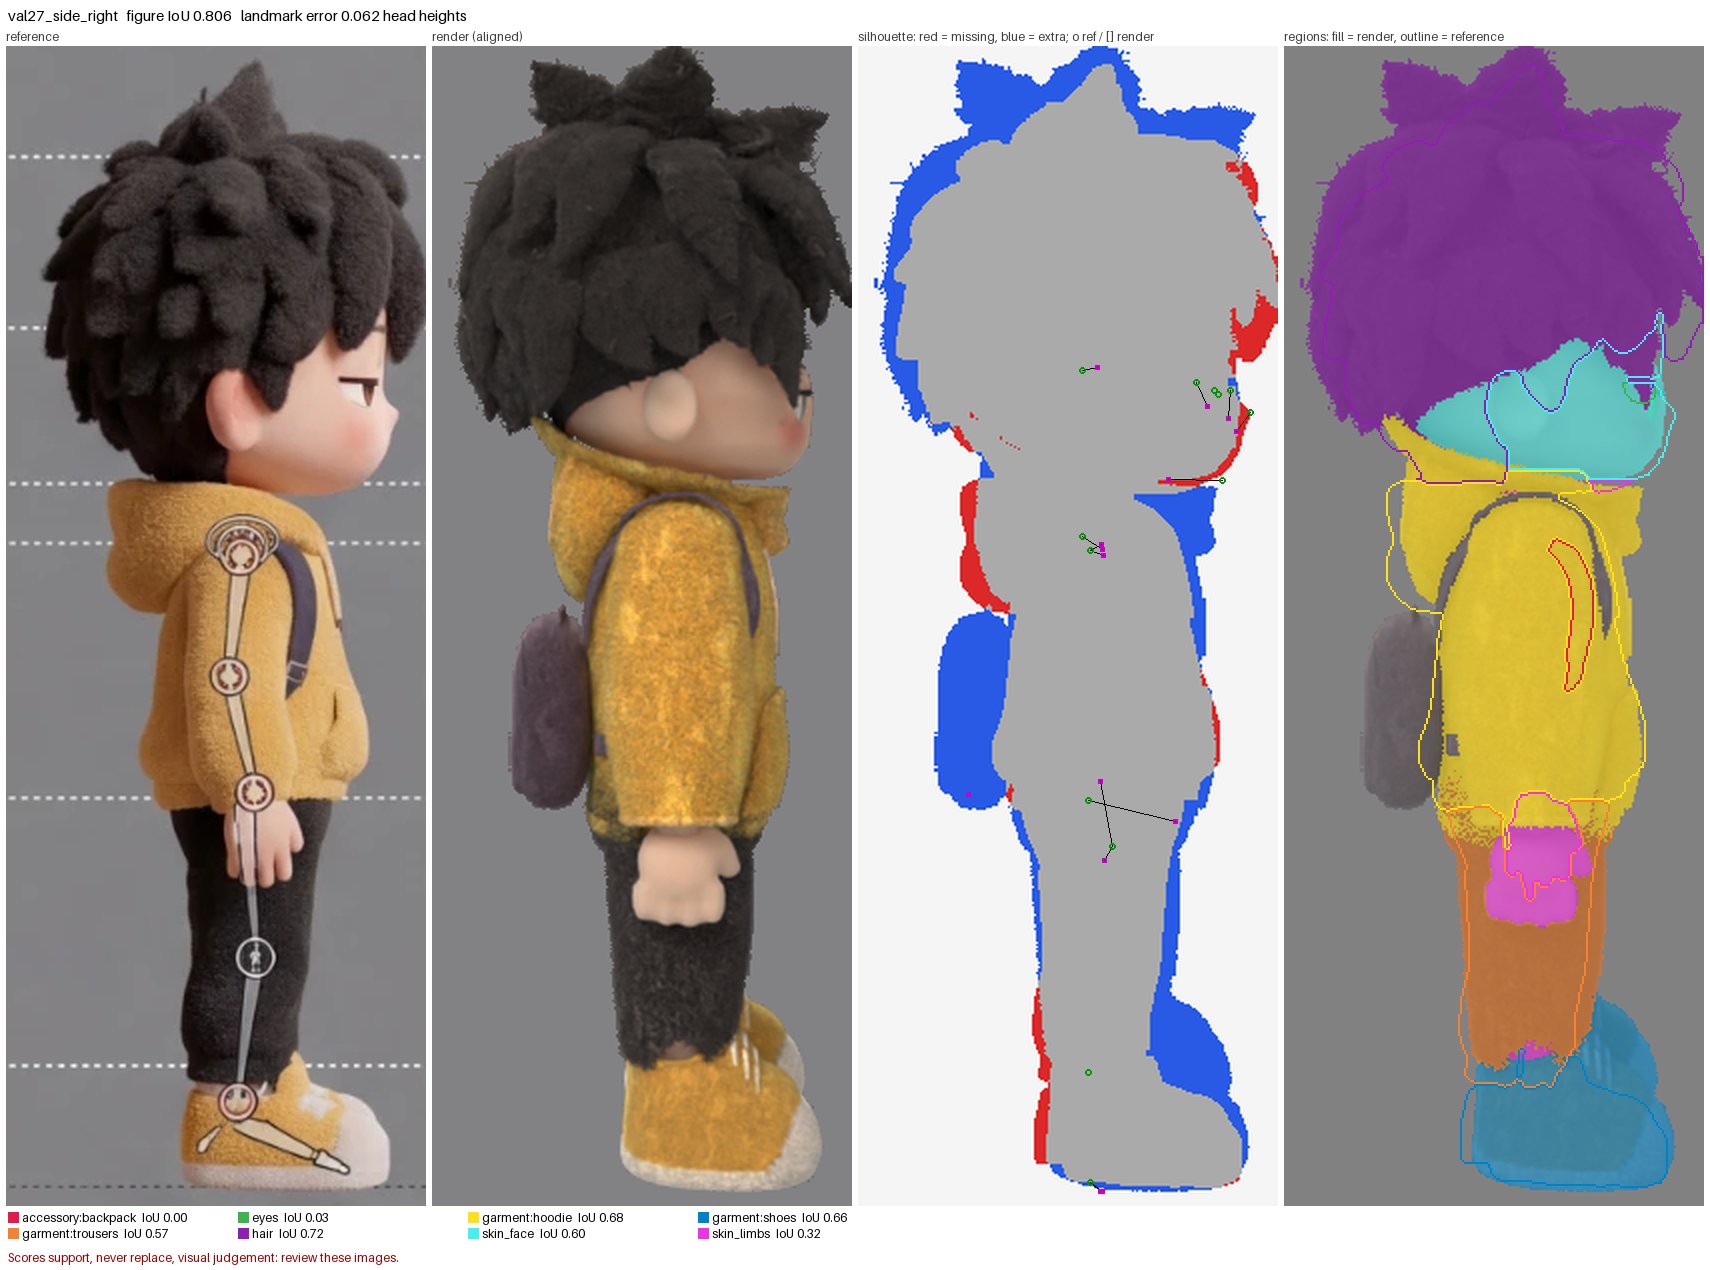 val27_side_right  figure IoU 0.806  landmark error 0.062 head heights
reference
render (aligned)
silhouette: red = missing, blue = extra; o ref / [] render
regions: fill = render, outline = reference
accessory:backpack IoU 0.00
eyes IoU 0.03
garment:hoodie IoU 0.68
garment:shoes IoU 0.66
garment:trousers IoU 0.57
hair IoU 0.72
skin_face IoU 0.60
skin_limbs IoU 0.32
Scores support, never replace, visual judgement: review these images.